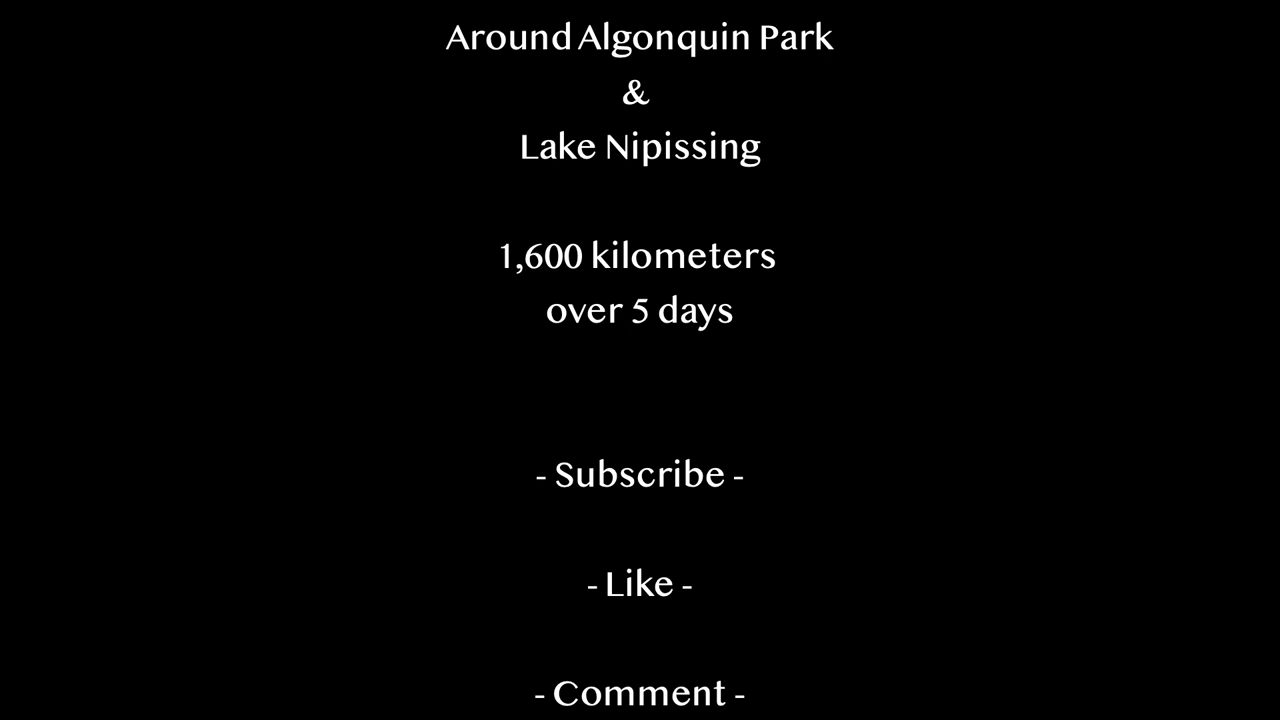 Around Algonquin Park
&
Lake Nipissing
1,600 kilometers
over 5 days
- Subscribe -
- Like -
- Comment -